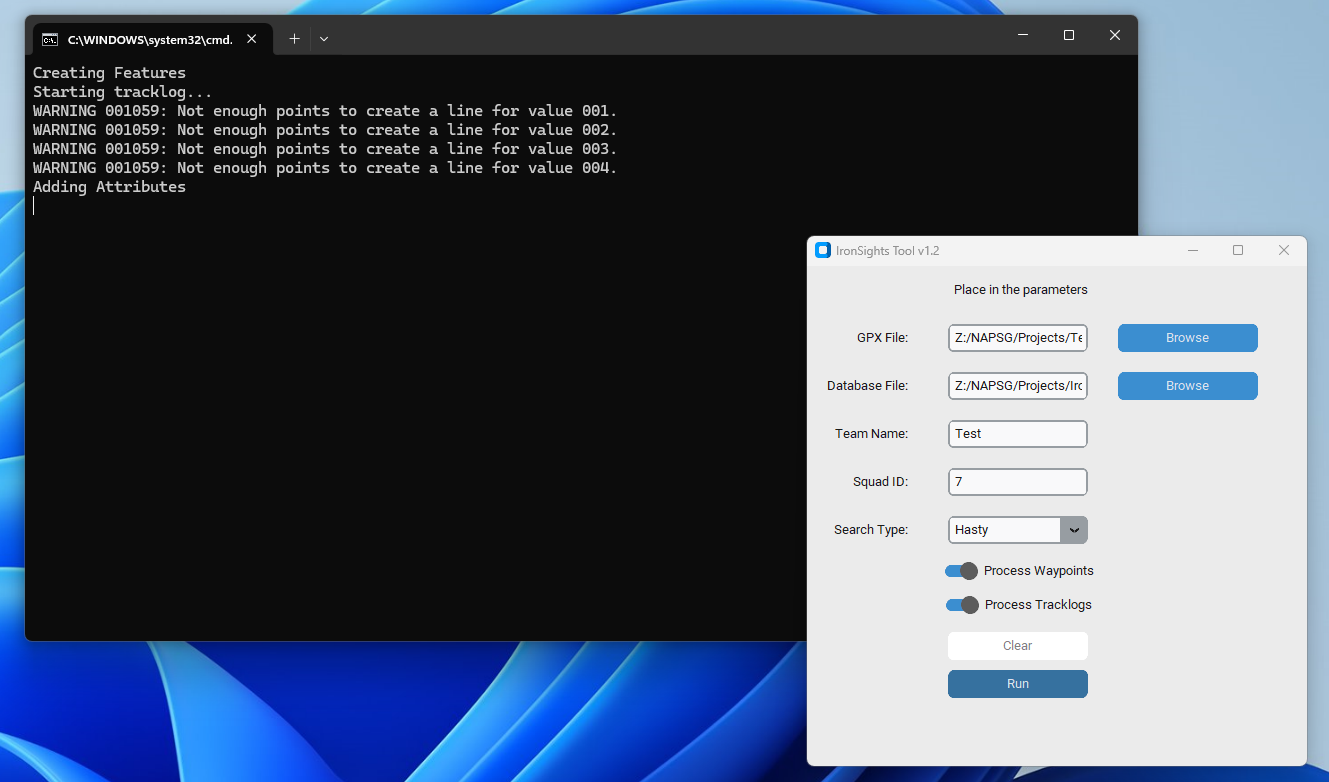 C:\WINDOWS\system32\cmd.
Creating Features
Starting tracklog...
WARNING 001059: Not enough points to create a line for value 001.
WARNING 001059: Not enough points to create a line for value 002.
WARNING 001059: Not enough points to create a line for value 003.
WARNING 001059: Not enough points to create a line for value 004.
Adding Attributes
IronSights Tool v1.2
Place in the parameters
GPX File: Z:/NAPSG/Projects/Te Browse
Database File: Z:/NAPSG/Projects/Irc Browse
Team Name: Test
Squad ID: 7
Search Type: Hasty
Process Waypoints
Process Tracklogs
Clear
Run